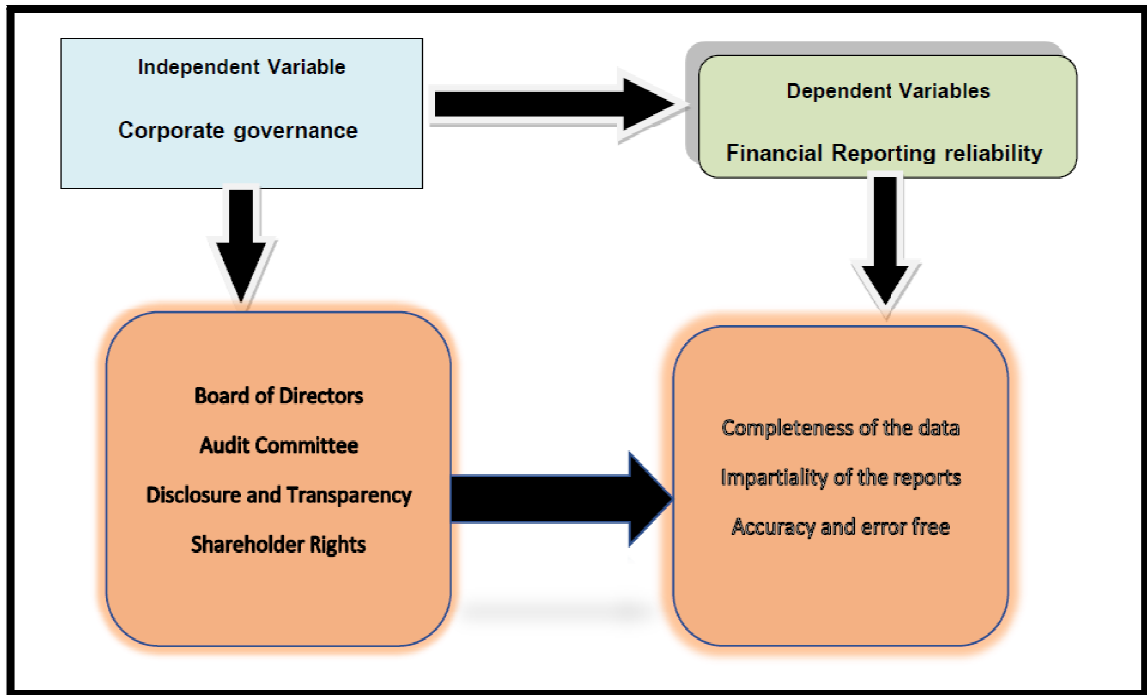 Independent Variable
Corporate governance
Dependent Variables
Financial Reporting reliability
Board of Directors
Audit Committee
Disclosure and Transparency
Shareholder Rights
Completeness of the data
Impartiality of the reports
Accuracy and error free